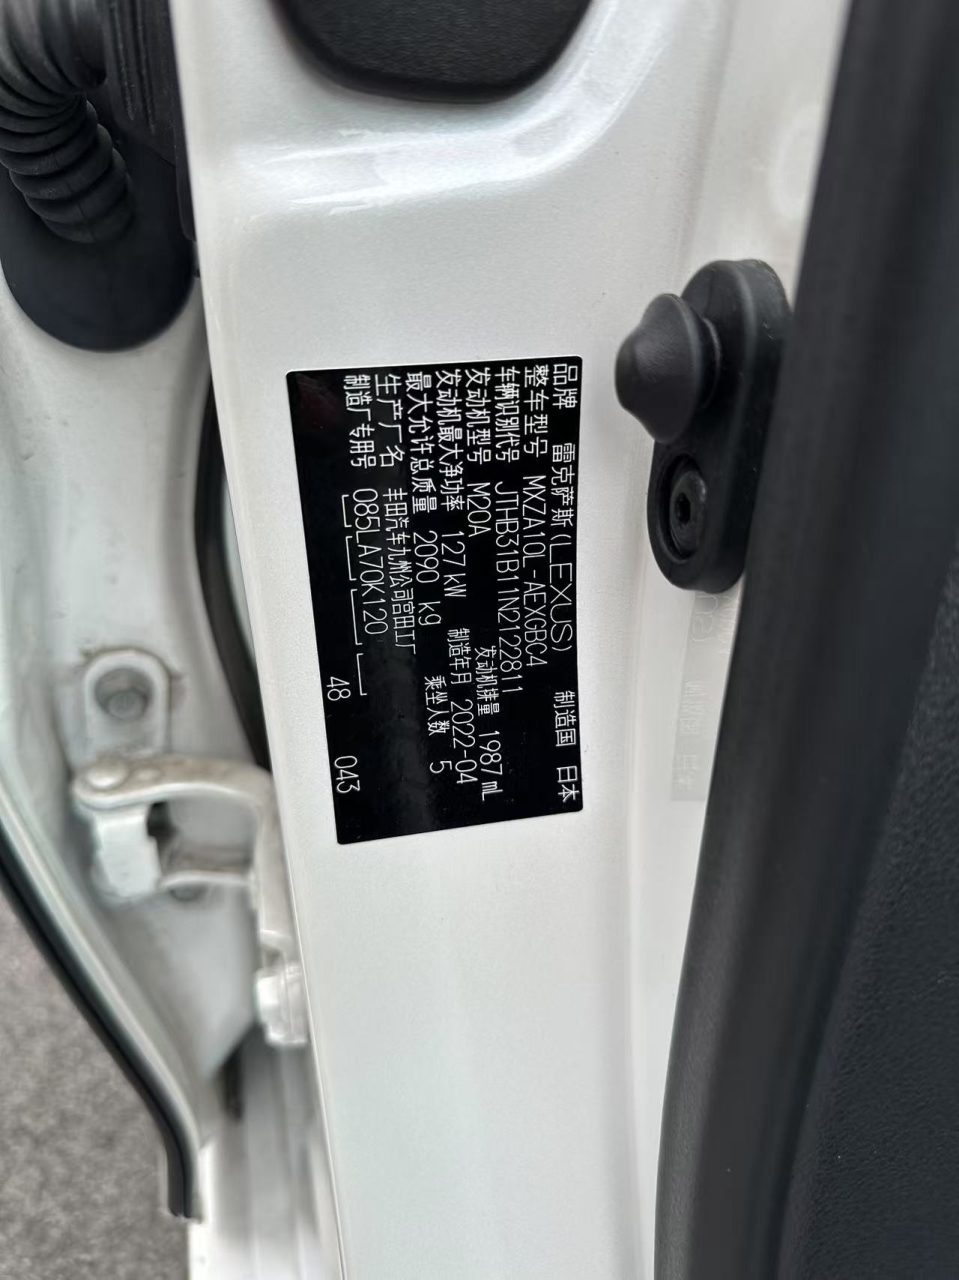 品牌 雷克萨斯(LEXUS) 制造国 日本
整车型号 MXZA10L-AEXGBC4
车辆识别代号 JTHB31B11N2122811
发动机型号 M20A 发动机排量 1987 mL
发动机最大净功率 127 kW 制造年月 2022-04
最大允许总质量 2090 kg 乘坐人数 5
生产厂名 丰田汽车九州公司宫田工厂
制造厂专用号 085LA70K120
48 043